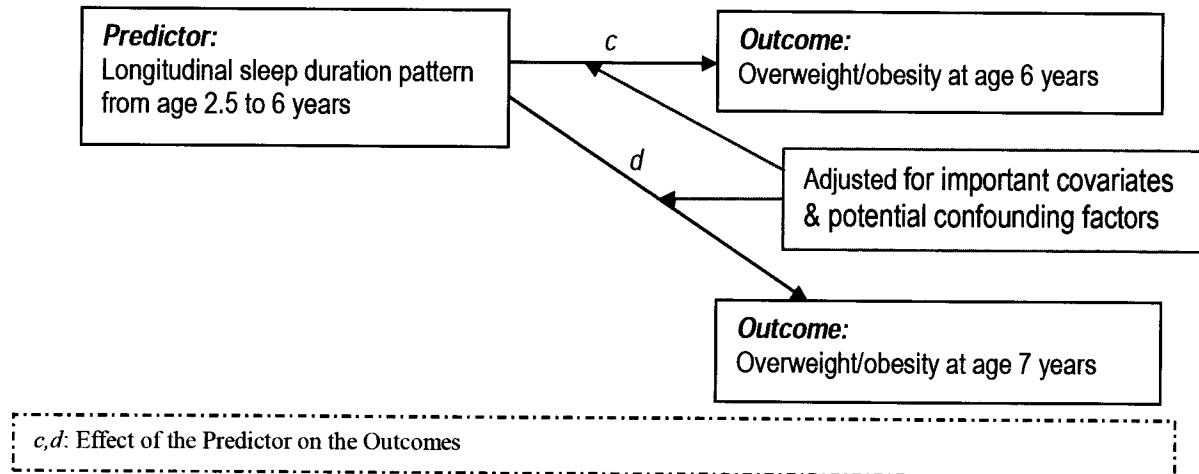 Predictor:
Longitudinal sleep duration pattern
from age 2.5 to 6 years
c
Outcome:
Overweight/obesity at age 6 years
d
Adjusted for important covariates
& potential confounding factors
Outcome:
Overweight/obesity at age 7 years
c,d: Effect of the Predictor on the Outcomes